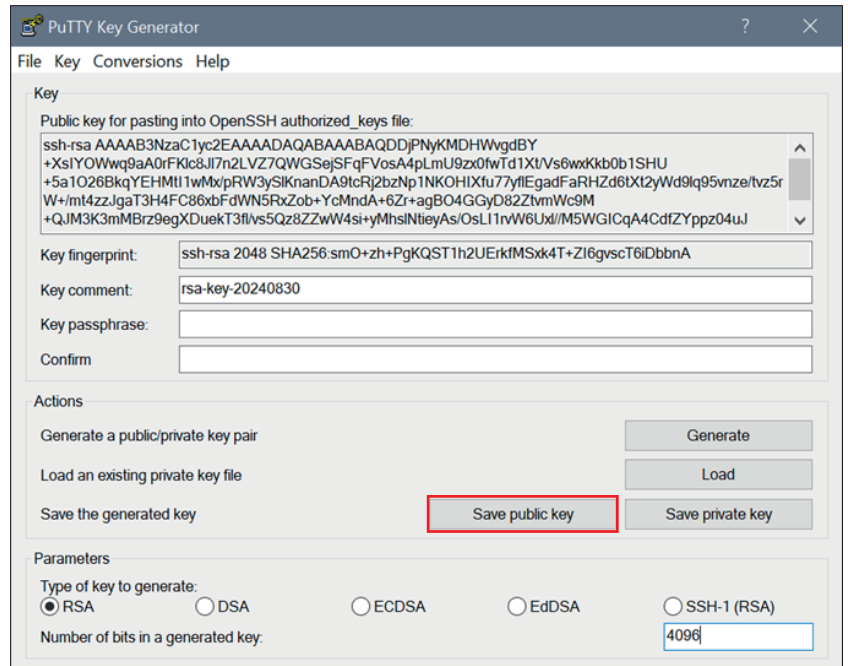 PuTTY Key Generator
File Key Conversions Help
Key
Public key for pasting into OpenSSH authorized_keys file:
ssh-rsa AAAAB3NzaC1yc2EAAAADAQABAAABAQDDjPNyKMDHWvgdBY
+XsIYOWwq9aA0rFKlc8Jl7n2LVZ7QWGSejSFqFVosA4pLmU9zx0fwTd1Xt/Vs6wxKkb0b1SHU
+5a1O26BkqYEHMtI1wMx/pRW3ySlKnanDA9tcRj2bzNp1NKOHIXfu77yflEgadFaRHZd6tXt2yWd9lq95vnze/tvz5r
W+/mt4zzJgaT3H4FC86xbFdWN5RxZob+YcMndA+6Zr+agBO4GGyD82ZtvmWc9M
+QJM3K3mMBrz9egXDuekT3fl/vs5Qz8ZZwW4si+yMhslNtieyAs/OsLI1rvW6Uxl//M5WGICqA4CdfZYppz04uJ
Key fingerprint: ssh-rsa 2048 SHA256:smO+zh+PgKQST1h2UErkfMSxk4T+ZI6gvscT6iDbbnA
Key comment: rsa-key-20240830
Key passphrase:
Confirm
Actions
Generate a public/private key pair Generate
Load an existing private key file Load
Save the generated key Save public key Save private key
Parameters
Type of key to generate:
RSA DSA ECDSA EdDSA SSH-1 (RSA)
Number of bits in a generated key: 4096